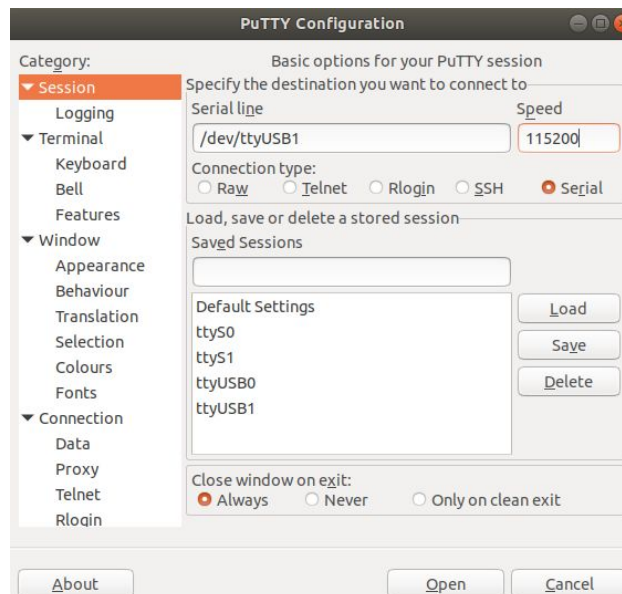 PuTTY Configuration
Category:
Session
Logging
Terminal
Keyboard
Bell
Features
Window
Appearance
Behaviour
Translation
Selection
Colours
Fonts
Connection
Data
Proxy
Telnet
Rlogin
Basic options for your PuTTY session
Specify the destination you want to connect to
Serial line Speed
/dev/ttyUSB1 115200
Connection type:
Raw Telnet Rlogin SSH Serial
Load, save or delete a stored session
Saved Sessions
Default Settings
ttyS0
ttyS1
ttyUSB0
ttyUSB1
Load
Save
Delete
Close window on exit:
Always Never Only on clean exit
About Open Cancel